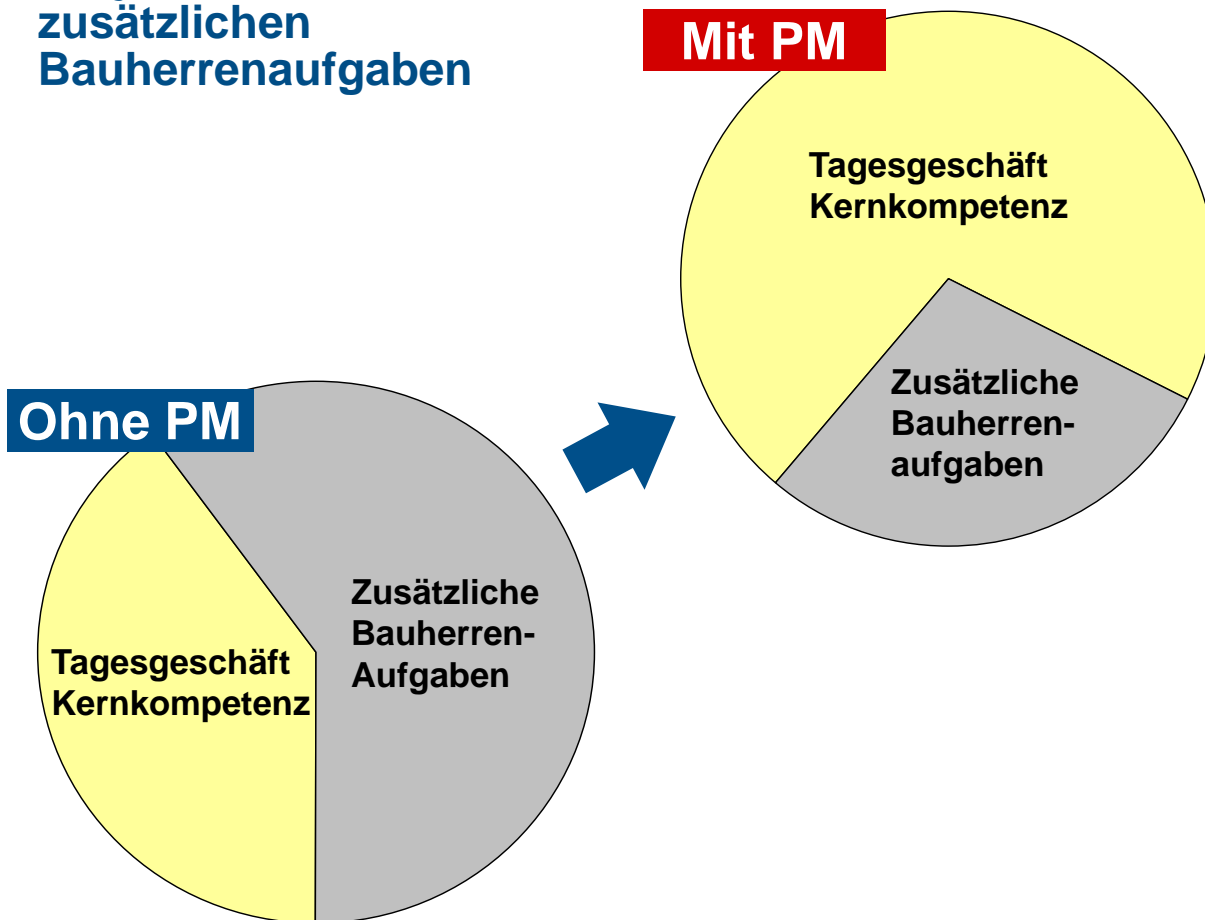 zusätzlichen
Bauherrenaufgaben
Mit PM
Tagesgeschäft
Kernkompetenz
Zusätzliche
Bauherren-
aufgaben
Ohne PM
Zusätzliche
Bauherren-
Aufgaben
Tagesgeschäft
Kernkompetenz